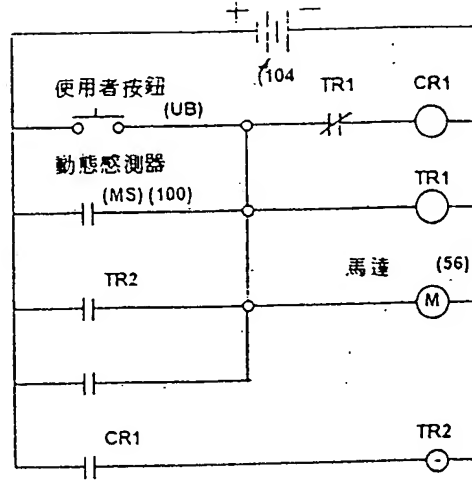 + −
(104
使用者按鈕
(UB)
TR1
CR1
動態感測器
(MS) (100)
TR1
TR2
馬達 (56)
M
CR1
TR2